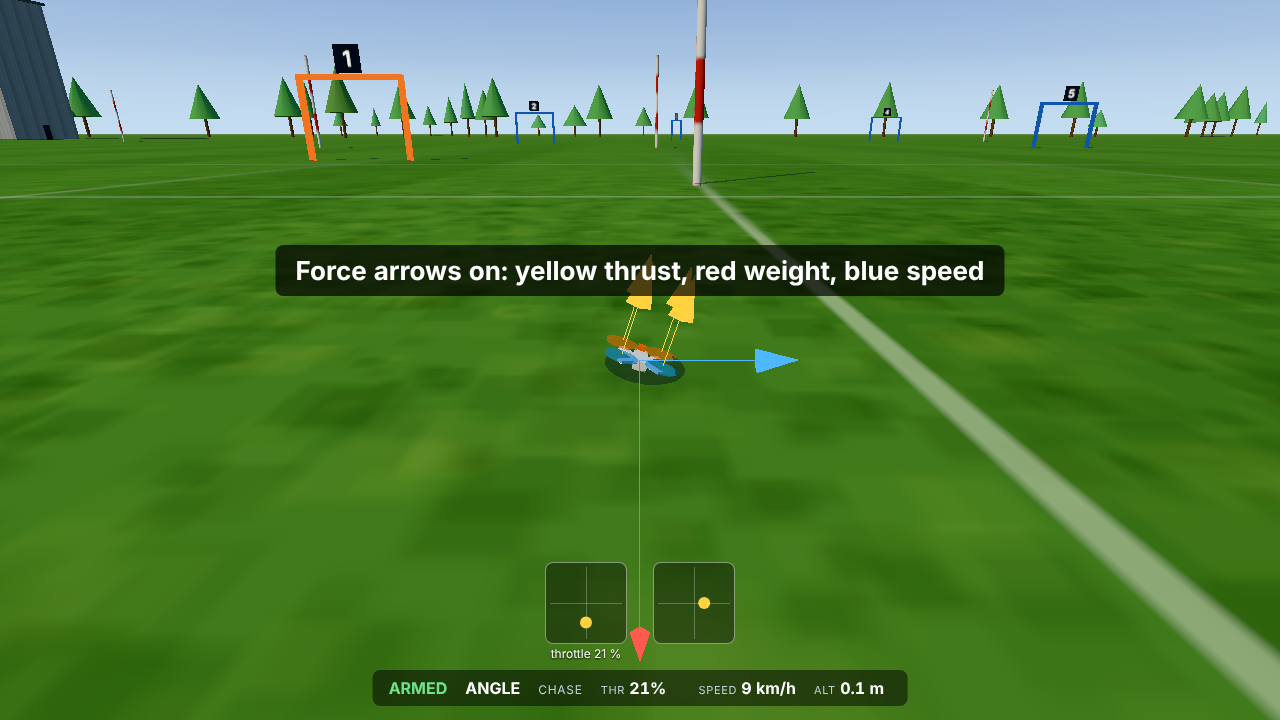 1
2
4
5
Force arrows on: yellow thrust, red weight, blue speed
throttle 21 %
ARMED ANGLE CHASE THR 21% SPEED 9 km/h ALT 0.1 m